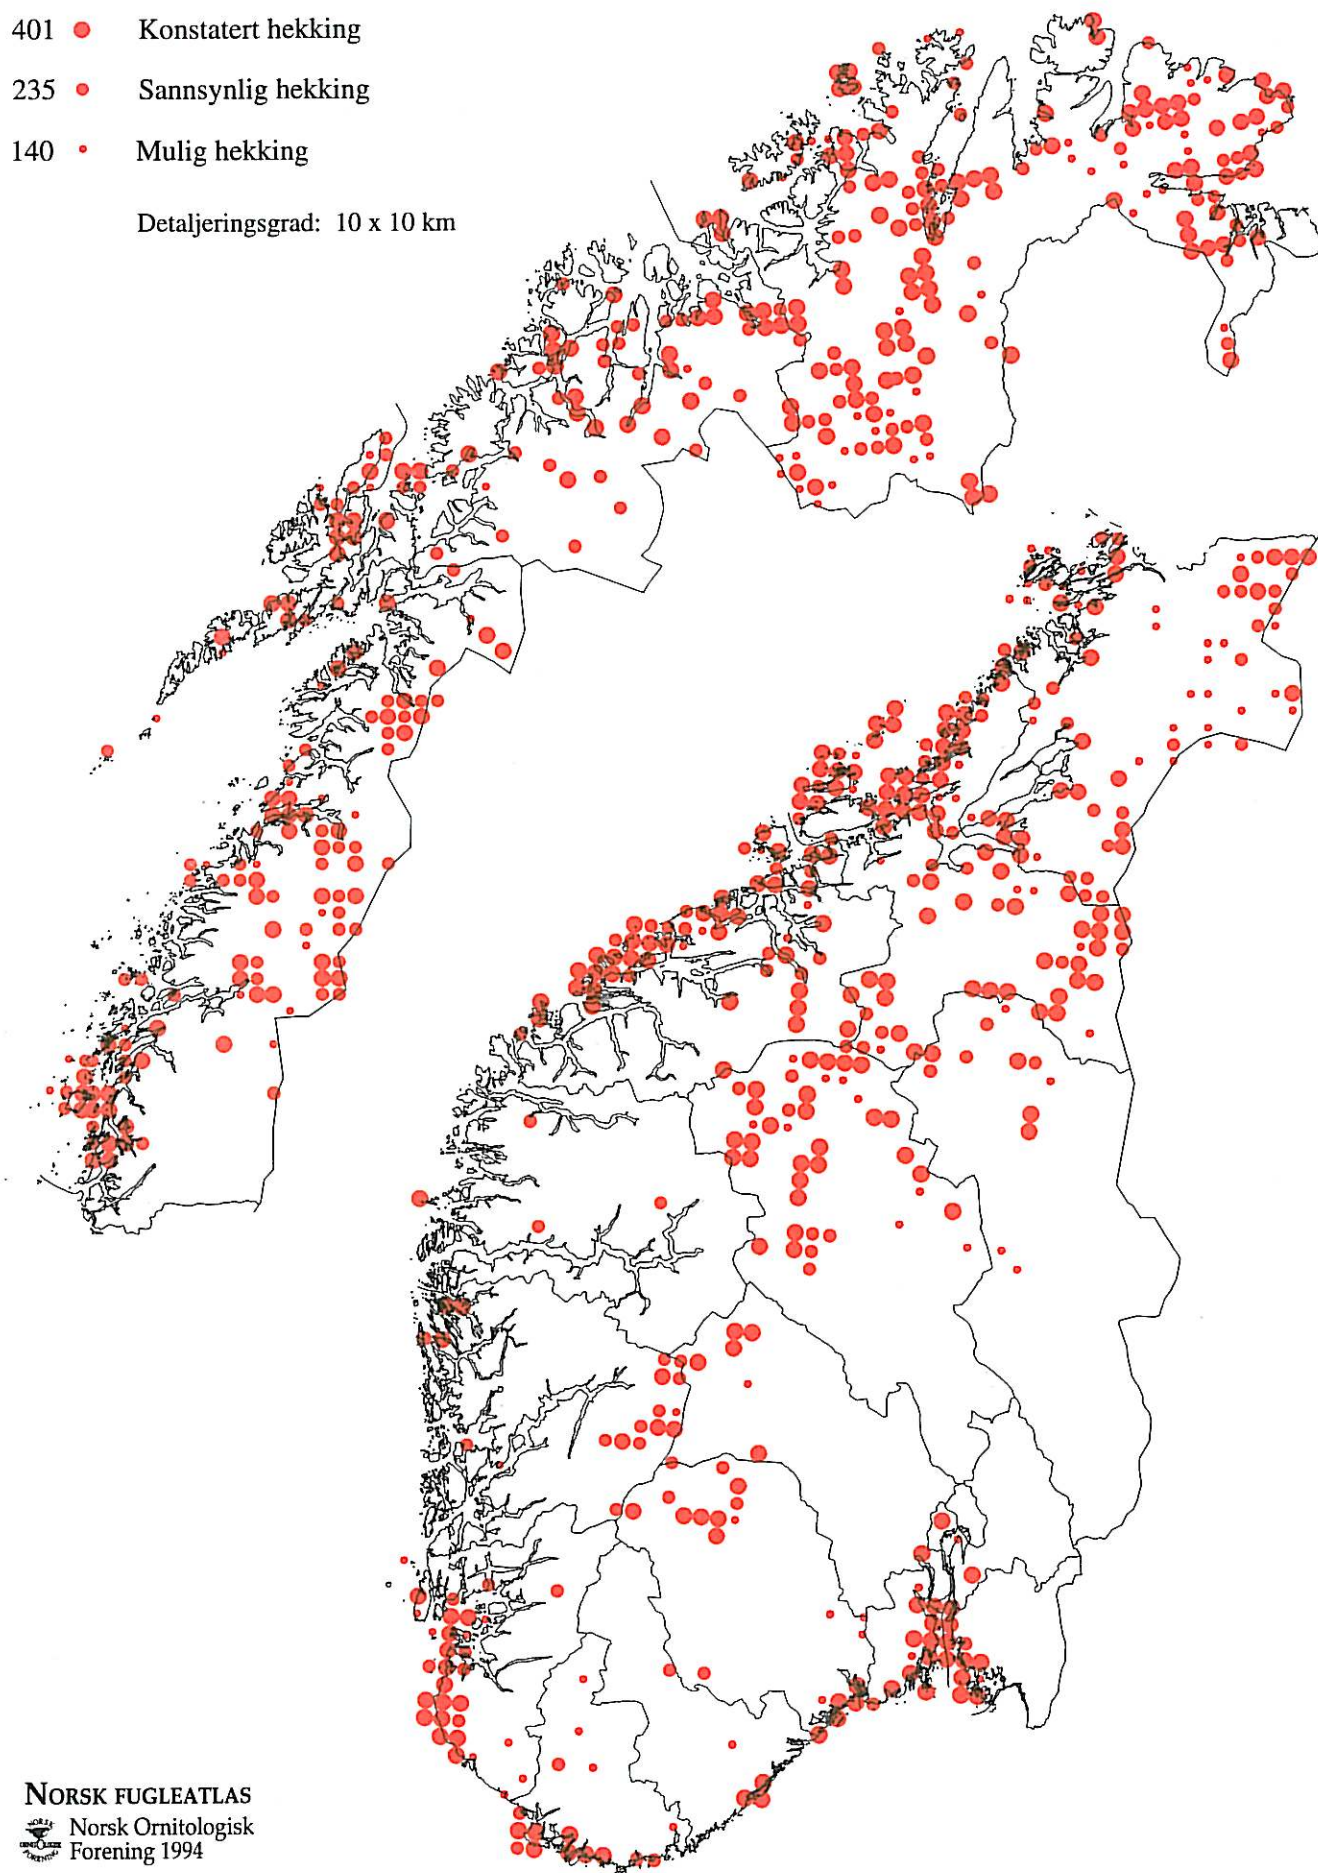 401 Konstatert hekking
235 Sannsynlig hekking
140 Mulig hekking
Detaljeringsgrad: 10 x 10 km
NORSK FUGLEATLAS
Norsk Ornitologisk
Forening 1994